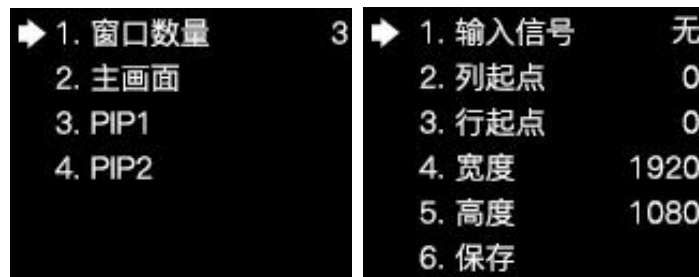 1. 窗口数量 3
2. 主画面
3. PIP1
4. PIP2
1. 输入信号 无
2. 列起点 0
3. 行起点 0
4. 宽度 1920
5. 高度 1080
6. 保存